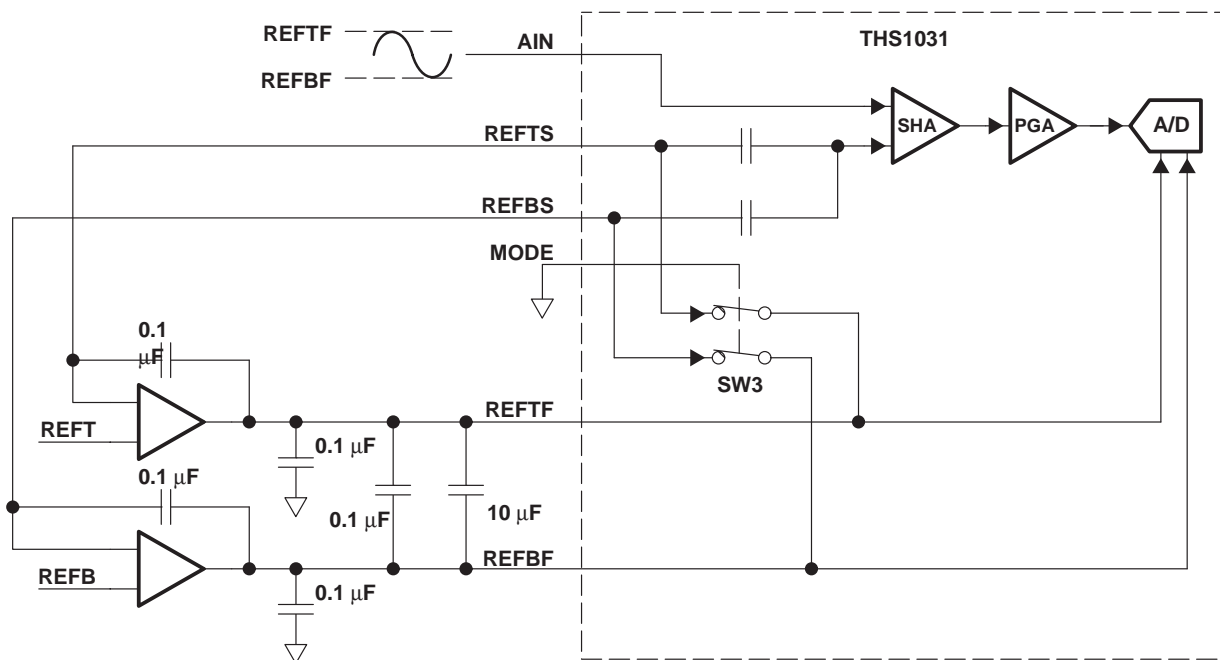 REFTF
REFBF
AIN
THS1031
SHA
PGA
A/D
REFTS
REFBS
MODE
SW3
0.1
μF
REFT
REFTF
0.1 μF
0.1 μF
0.1 μF
10 μF
REFB
REFBF
0.1 μF